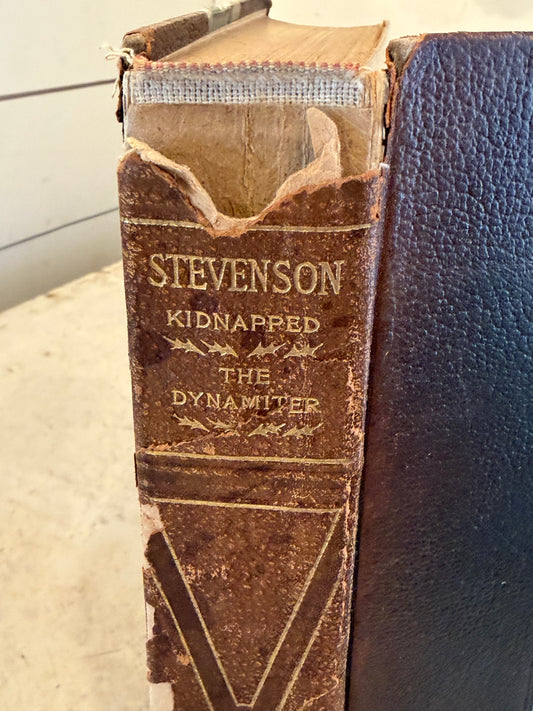 STEVENSON
KIDNAPPED
THE
DYNAMITER